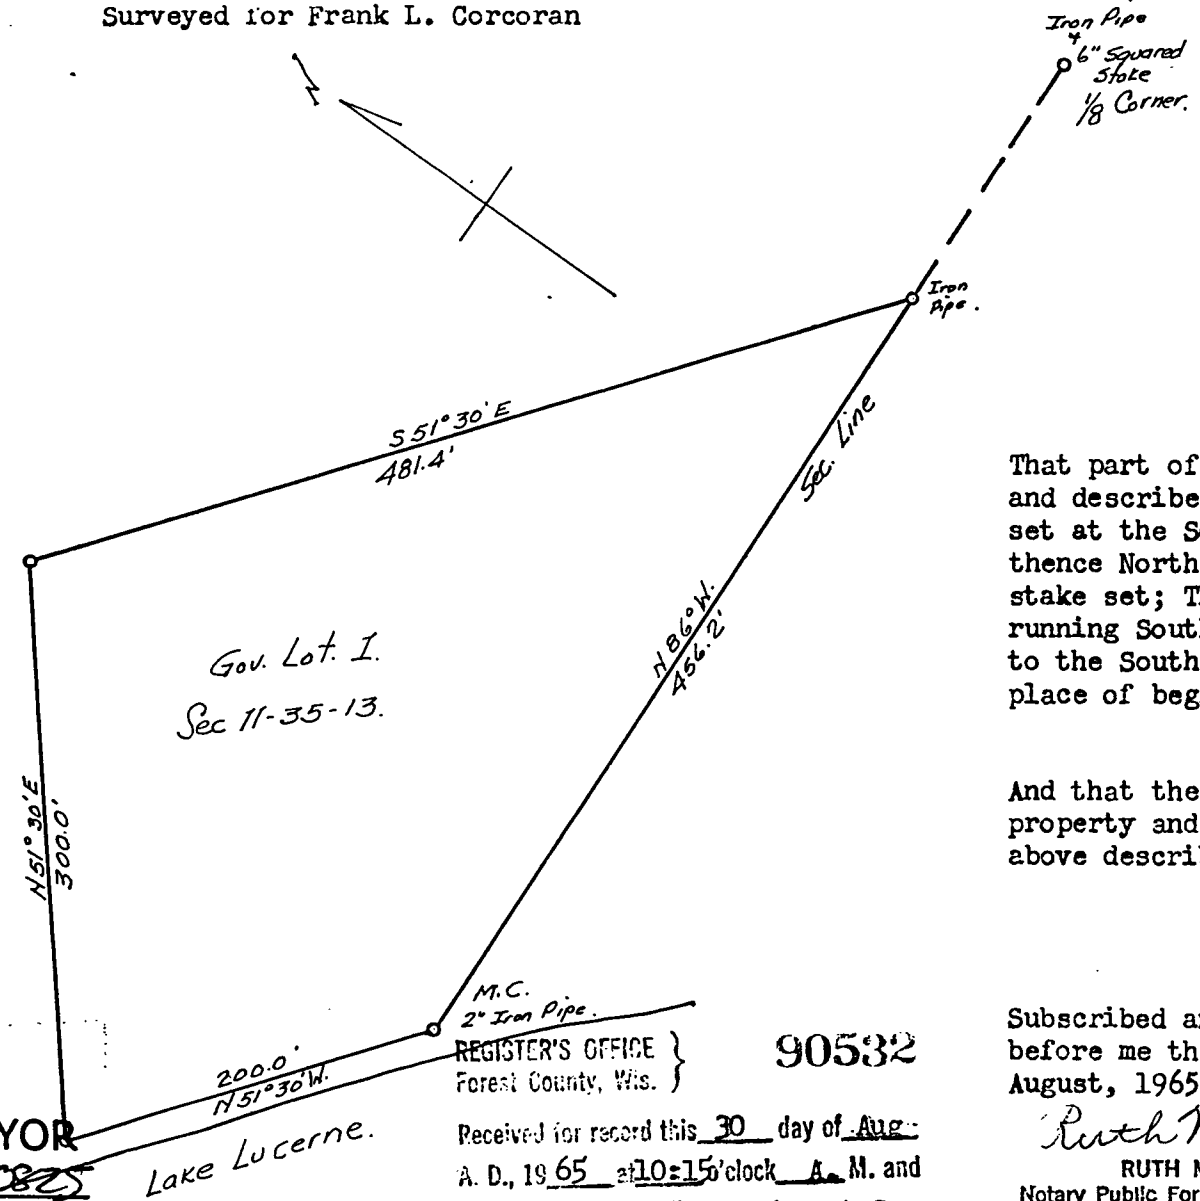 Surveyed for Frank L. Corcoran
Iron Pipe
+
6" Squared
Stake
1/8 Corner.
N
Iron
Pipe.
S 51° 30' E
481.4'
Sec. Line
N 86° W.
456.2'
Gov. Lot. I.
Sec 11-35-13.
N 51° 30' E
300.0'
M.C.
2" Iron Pipe.
200.0'
N 51° 30' W.
Lake Lucerne.
YOR
REGISTER'S OFFICE }
Forest County, Wis.
90532
Received for record this 30 day of Aug
A. D., 19 65 at 10:15 o'clock A. M. and
That part of
and describe
set at the S
thence North
stake set; T
running Sout
to the South
place of beg
And that the
property and
above descri
Subscribed a
before me th
August, 1965
Ruth
RUTH
Notary Public For